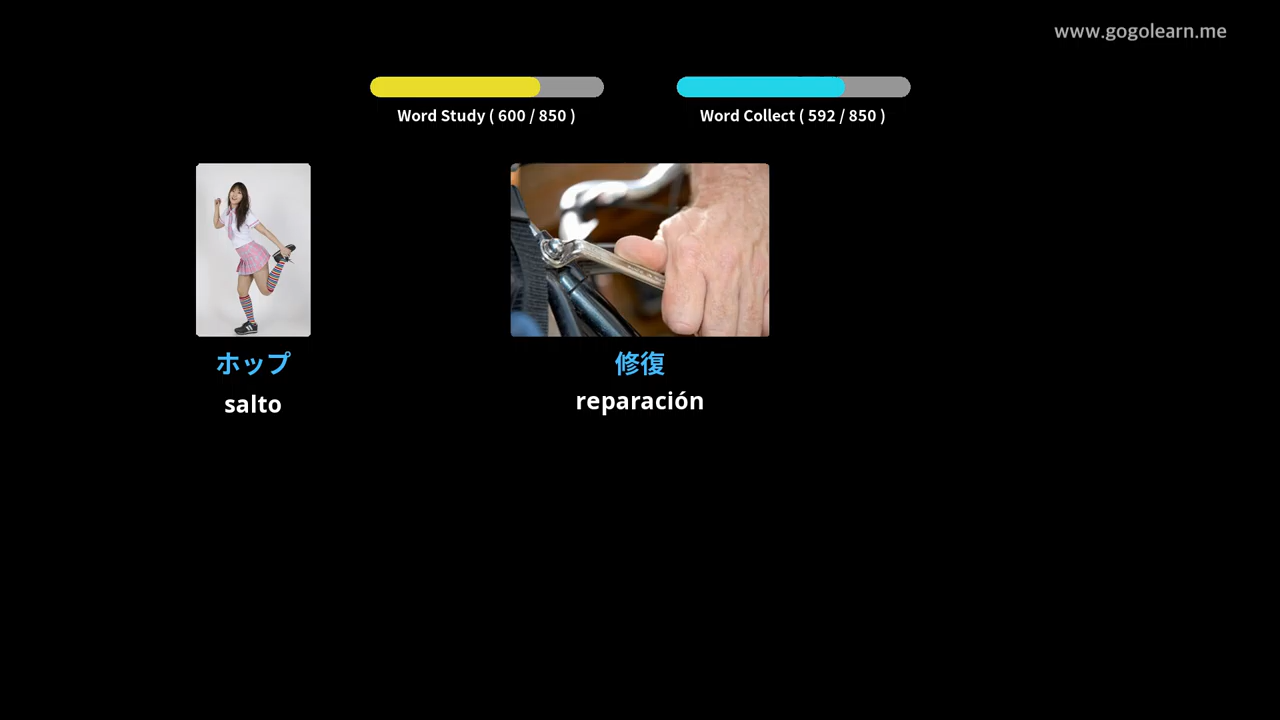 www.gogolearn.me
Word Study ( 600 / 850 )
Word Collect ( 592 / 850 )
ホップ
salto
修復
reparación